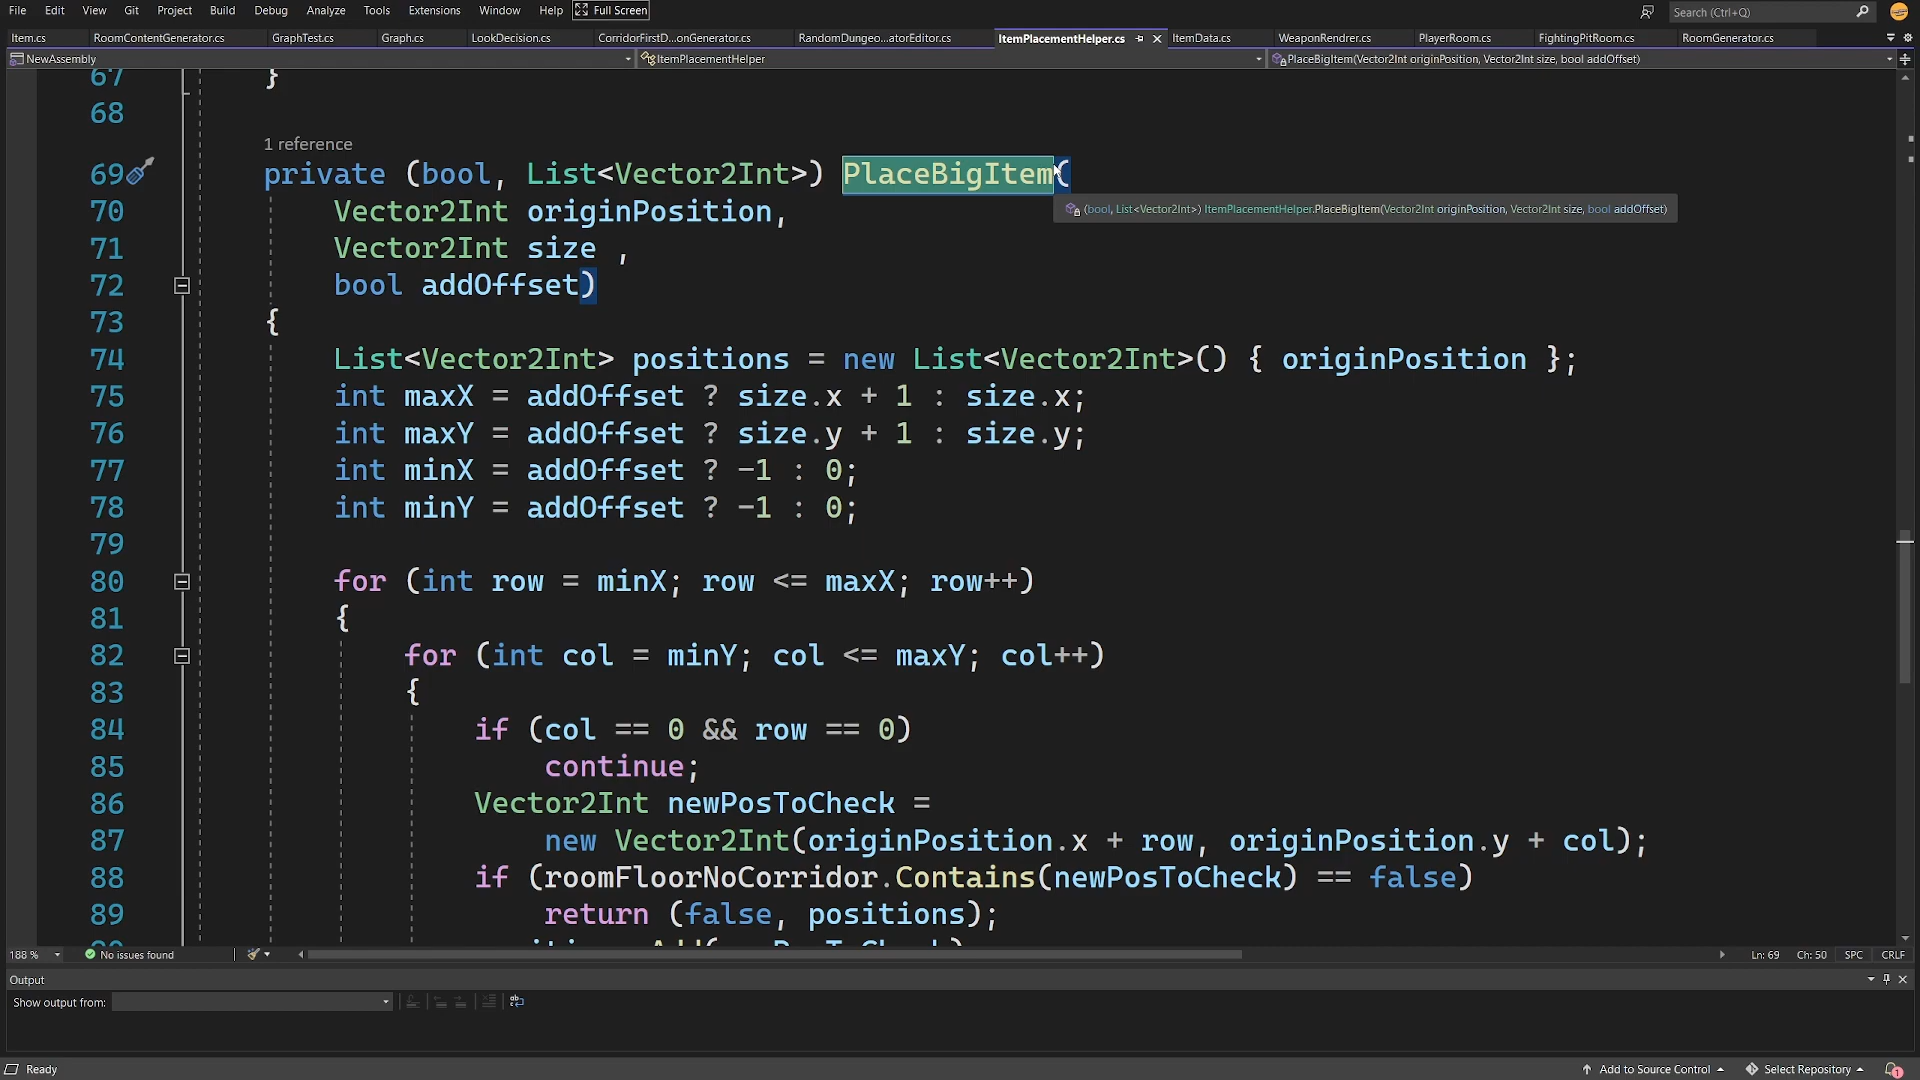 File Edit View Git Project Build Debug Analyze Tools Extensions Window Help Full Screen Search (Ctrl+Q)
Item.cs RoomContentGenerator.cs GraphTest.cs Graph.cs LookDecision.cs CorridorFirstD...onGenerator.cs RandomDungeo...atorEditor.cs ItemPlacementHelper.cs ItemData.cs WeaponRendrer.cs PlayerRoom.cs FightingPitRoom.cs RoomGenerator.cs
NewAssembly ItemPlacementHelper PlaceBigItem(Vector2Int originPosition, Vector2Int size, bool addOffset)
67 }
68
1 reference
69 private (bool, List<Vector2Int>) PlaceBigItem(
70 Vector2Int originPosition,
(bool, List<Vector2Int>) ItemPlacementHelper.PlaceBigItem(Vector2Int originPosition, Vector2Int size, bool addOffset)
71 Vector2Int size ,
72 bool addOffset)
73 {
74 List<Vector2Int> positions = new List<Vector2Int>() { originPosition };
75 int maxX = addOffset ? size.x + 1 : size.x;
76 int maxY = addOffset ? size.y + 1 : size.y;
77 int minX = addOffset ? -1 : 0;
78 int minY = addOffset ? -1 : 0;
79
80 for (int row = minX; row <= maxX; row++)
81 {
82 for (int col = minY; col <= maxY; col++)
83 {
84 if (col == 0 && row == 0)
85 continue;
86 Vector2Int newPosToCheck =
87 new Vector2Int(originPosition.x + row, originPosition.y + col);
88 if (roomFloorNoCorridor.Contains(newPosToCheck) == false)
89 return (false, positions);
188 % No issues found Ln: 69 Ch: 50 SPC CRLF
Output
Show output from:
Ready Add to Source Control Select Repository 1